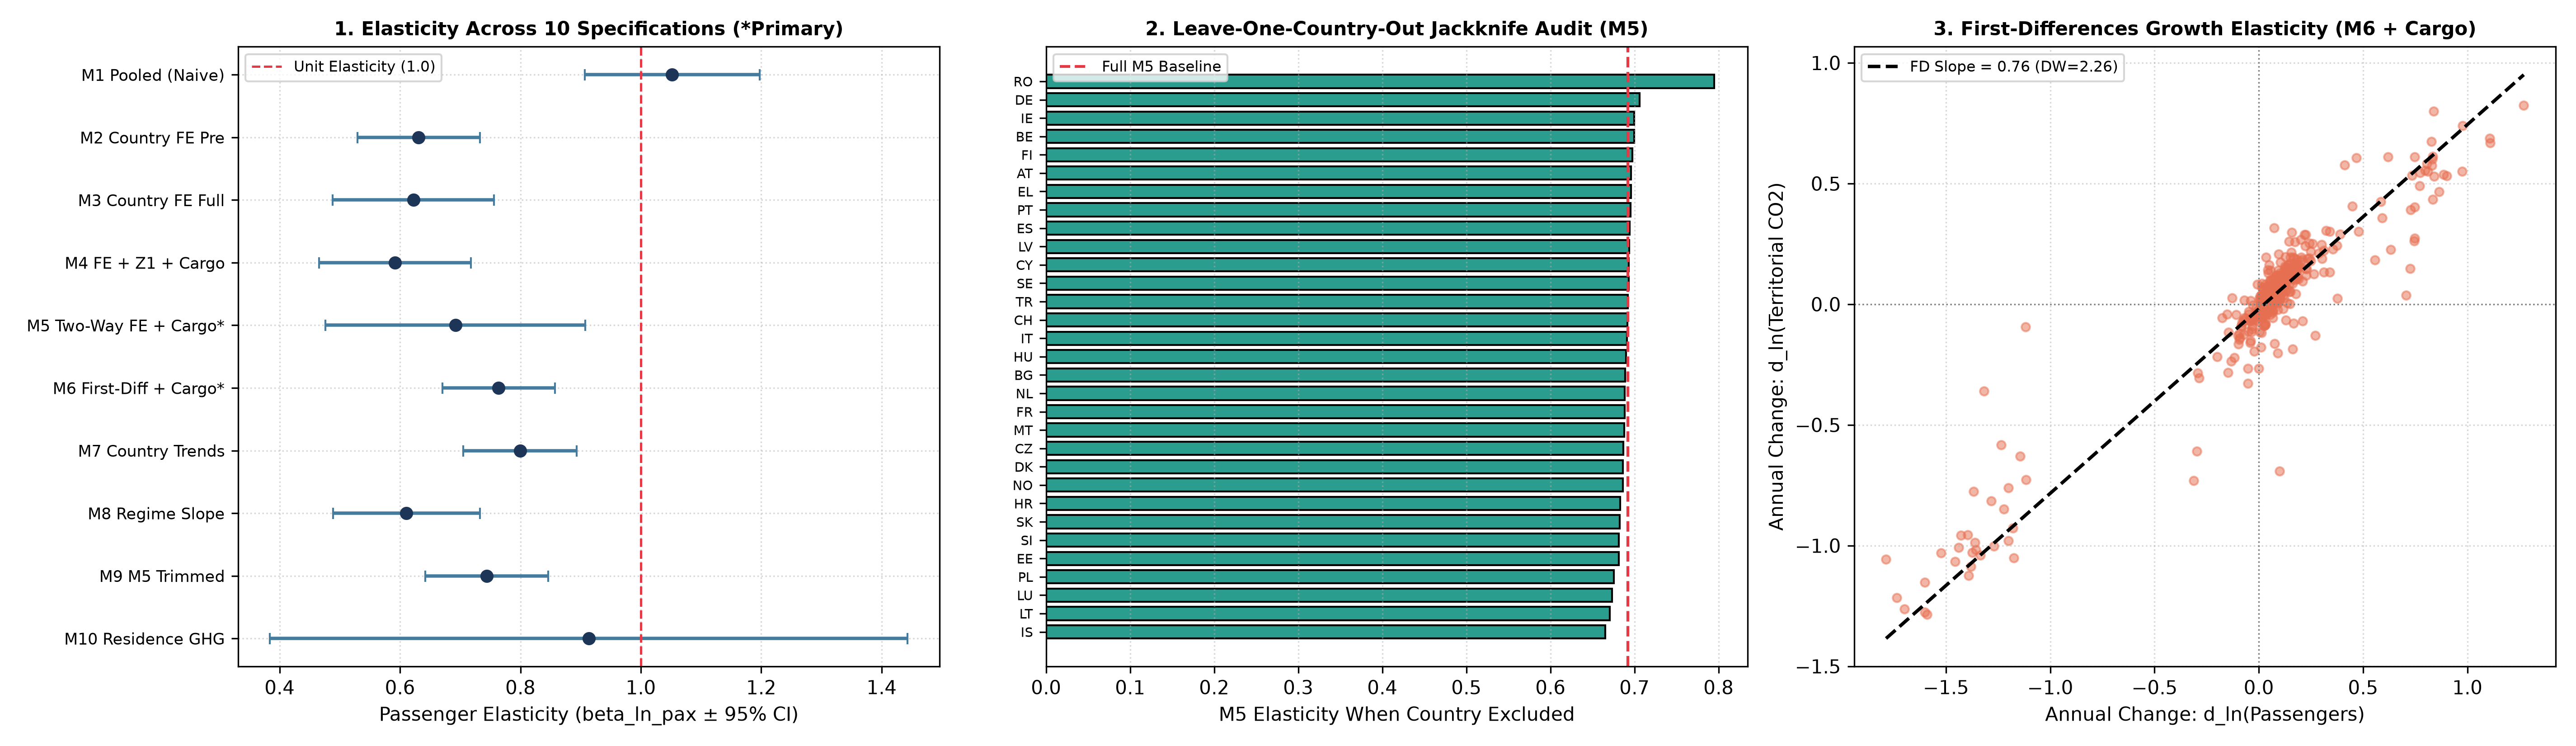 1. Elasticity Across 10 Specifications (*Primary)
Unit Elasticity (1.0)
M1 Pooled (Naive)
M2 Country FE Pre
M3 Country FE Full
M4 FE + Z1 + Cargo
M5 Two-Way FE + Cargo*
M6 First-Diff + Cargo*
M7 Country Trends
M8 Regime Slope
M9 M5 Trimmed
M10 Residence GHG
0.4 0.6 0.8 1.0 1.2 1.4
Passenger Elasticity (beta_ln_pax ± 95% CI)
2. Leave-One-Country-Out Jackknife Audit (M5)
Full M5 Baseline
RO
DE
IE
BE
FI
AT
EL
PT
ES
LV
CY
SE
TR
CH
IT
HU
BG
NL
FR
MT
CZ
DK
NO
HR
SK
SI
EE
PL
LU
LT
IS
0.0 0.1 0.2 0.3 0.4 0.5 0.6 0.7 0.8
M5 Elasticity When Country Excluded
3. First-Differences Growth Elasticity (M6 + Cargo)
FD Slope = 0.76 (DW=2.26)
Annual Change: d_ln(Territorial CO2)
1.0
0.5
0.0
−0.5
−1.0
−1.5
−1.5 −1.0 −0.5 0.0 0.5 1.0
Annual Change: d_ln(Passengers)